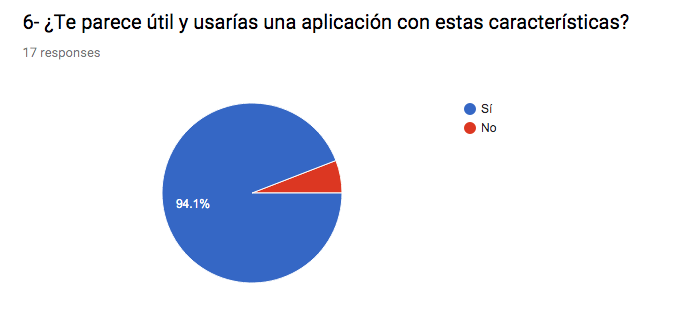 6- ¿Te parece útil y usarías una aplicación con estas características?
17 responses
Sí
No
94.1%